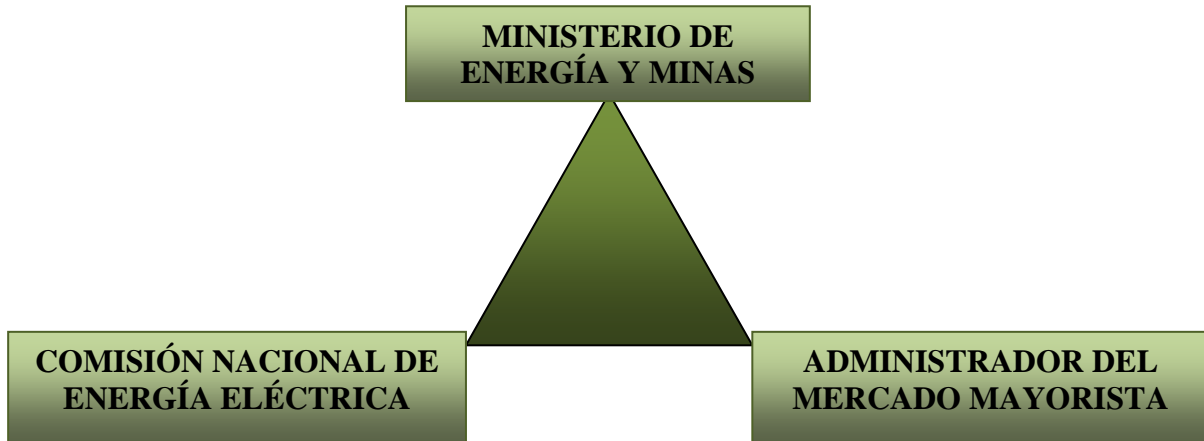 MINISTERIO DE
ENERGÍA Y MINAS
COMISIÓN NACIONAL DE
ENERGÍA ELÉCTRICA
ADMINISTRADOR DEL
MERCADO MAYORISTA